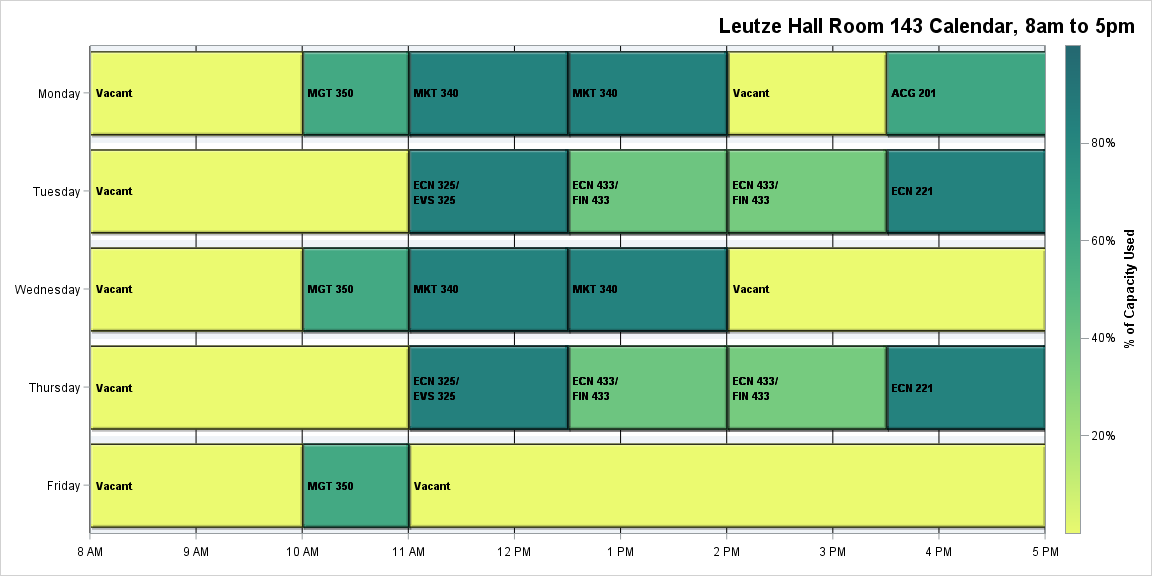 Leutze Hall Room 143 Calendar, 8am to 5pm
Monday
Vacant
MGT 350
MKT 340
MKT 340
Vacant
ACG 201
Tuesday
Vacant
ECN 325/
EVS 325
ECN 433/
FIN 433
ECN 433/
FIN 433
ECN 221
Wednesday
Vacant
MGT 350
MKT 340
MKT 340
Vacant
Thursday
Vacant
ECN 325/
EVS 325
ECN 433/
FIN 433
ECN 433/
FIN 433
ECN 221
Friday
Vacant
MGT 350
Vacant
8 AM
9 AM
10 AM
11 AM
12 PM
1 PM
2 PM
3 PM
4 PM
5 PM
80%
60%
40%
20%
% of Capacity Used